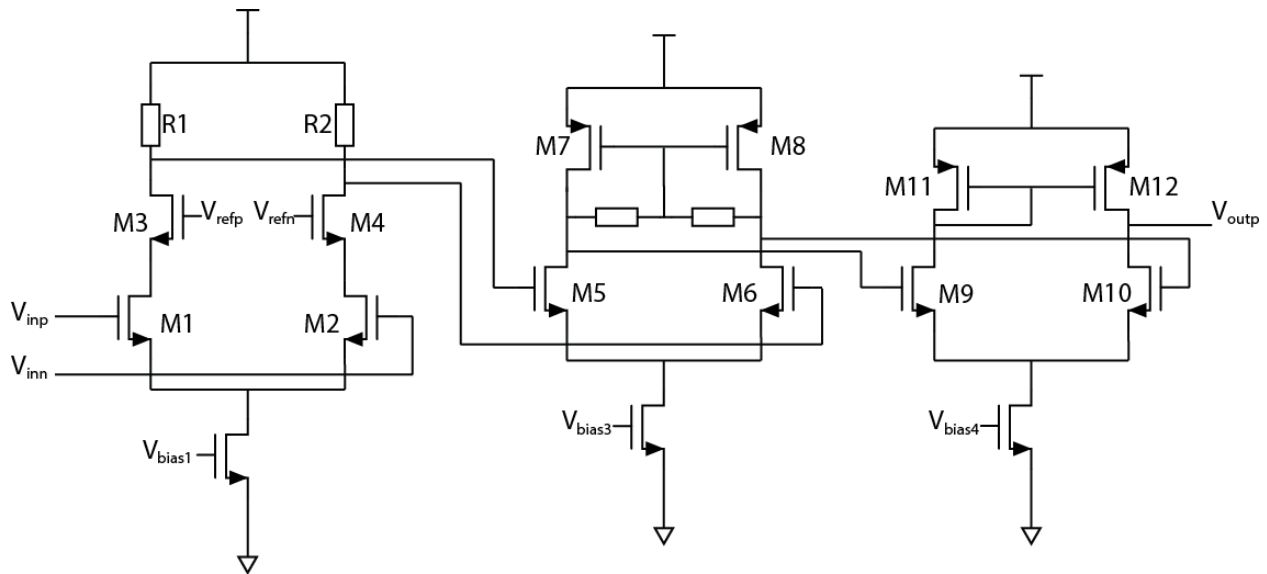 R1
R2
M7
M8
M11
M12
M3
V_refp
V_refn
M4
V_outp
M5
M6
M9
M10
V_inp
M1
M2
V_inn
V_bias3
V_bias4
V_bias1